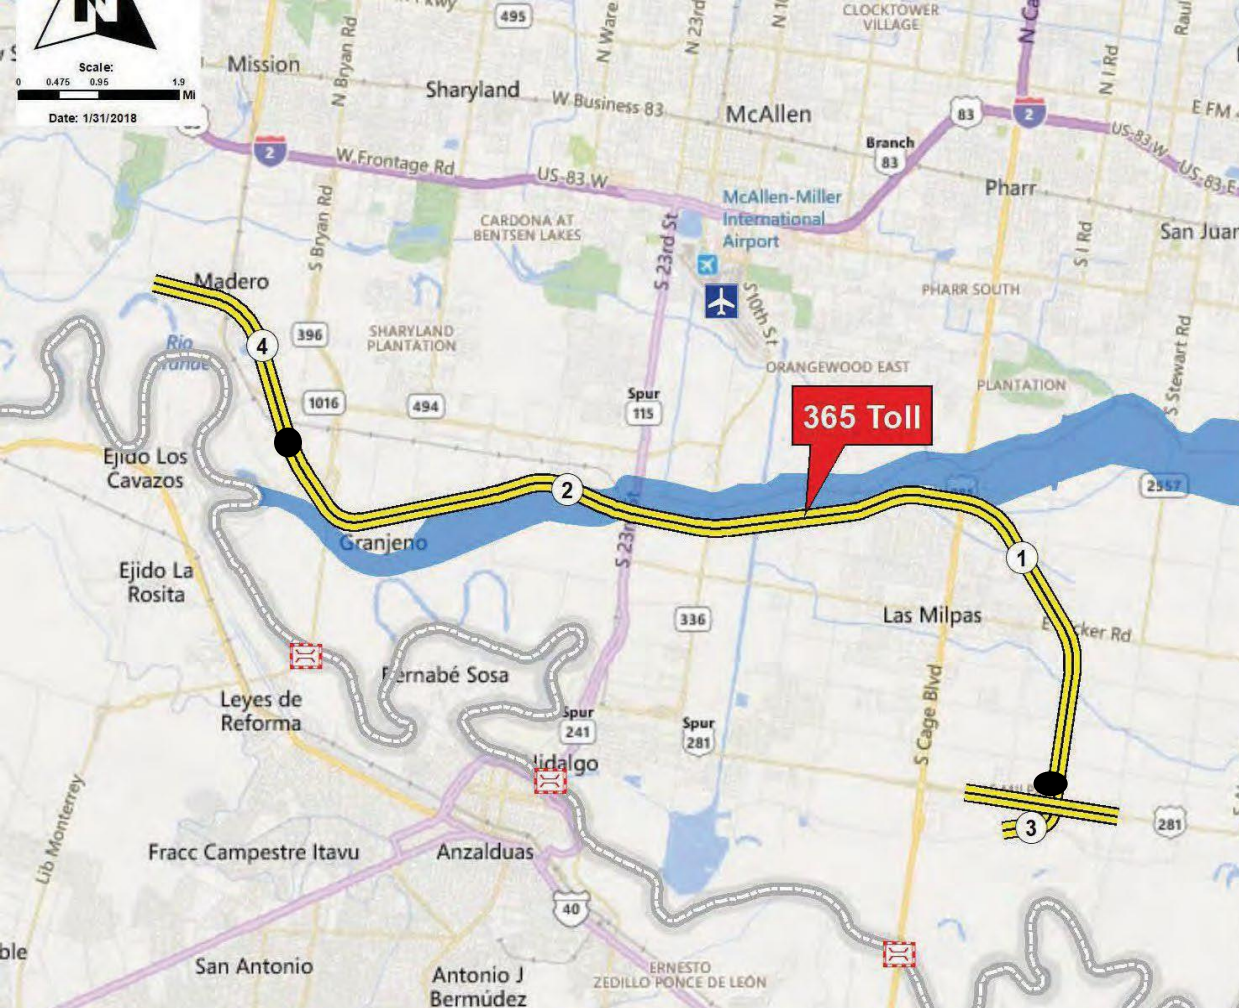 N
Scale:
0 0.475 0.95 1.9
Mi
Date: 1/31/2018
495
N Bryan Rd
N Ware
N 23rd
CLOCKTOWER
VILLAGE
N I Rd
Mission
Sharyland
W Business 83
McAllen
83
2
E FM
US-83 W
US-83 E
2
W Frontage Rd
US-83 W
Branch
83
Pharr
San Juan
S Bryan Rd
CARDONA AT
BENTSEN LAKES
S 23rd St
McAllen-Miller
International
Airport
S 10th St
S I Rd
PHARR SOUTH
Madero
4
396
SHARYLAND
PLANTATION
Rio
Grande
ORANGEWOOD EAST
PLANTATION
S Stewart Rd
1016
494
Spur
115
365 Toll
Ejido Los
Cavazos
2
2557
Granjeno
S 23rd St
1
Ejido La
Rosita
336
Las Milpas
Bernabé Sosa
Leyes de
Reforma
Spur
241
Spur
281
S Cage Blvd
Hidalgo
3
281
Lib Monterrey
Fracc Campestre Itavu
Anzalduas
40
San Antonio
Antonio J
Bermúdez
ERNESTO
ZEDILLO PONCE DE LEÓN